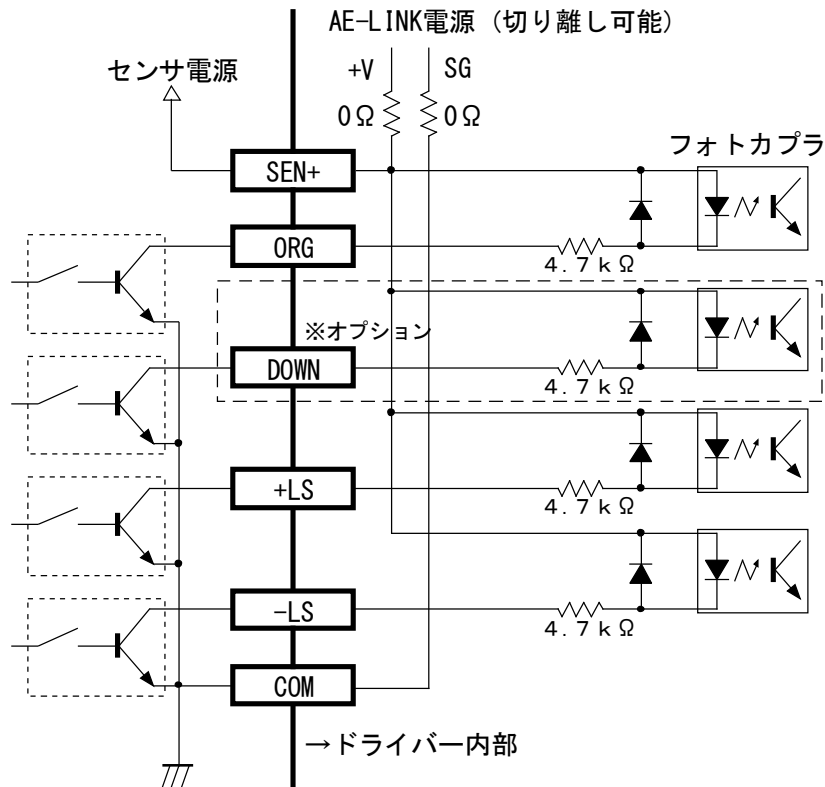 AE-LINK電源（切り離し可能）
センサ電源
+V
SG
0Ω
0Ω
フォトカプラ
SEN+
ORG
4.7kΩ
※オプション
DOWN
4.7kΩ
+LS
4.7kΩ
-LS
4.7kΩ
COM
→ドライバー内部